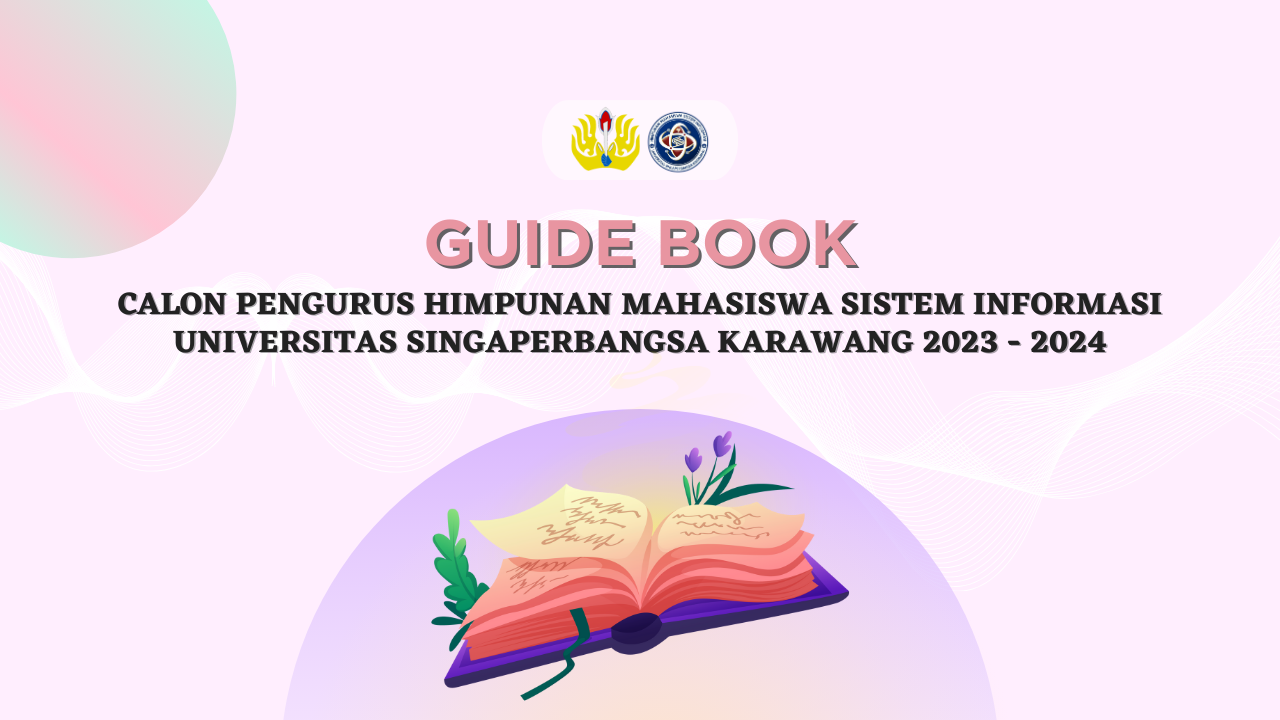 GUIDE BOOK
CALON PENGURUS HIMPUNAN MAHASISWA SISTEM INFORMASI
UNIVERSITAS SINGAPERBANGSA KARAWANG 2023 - 2024